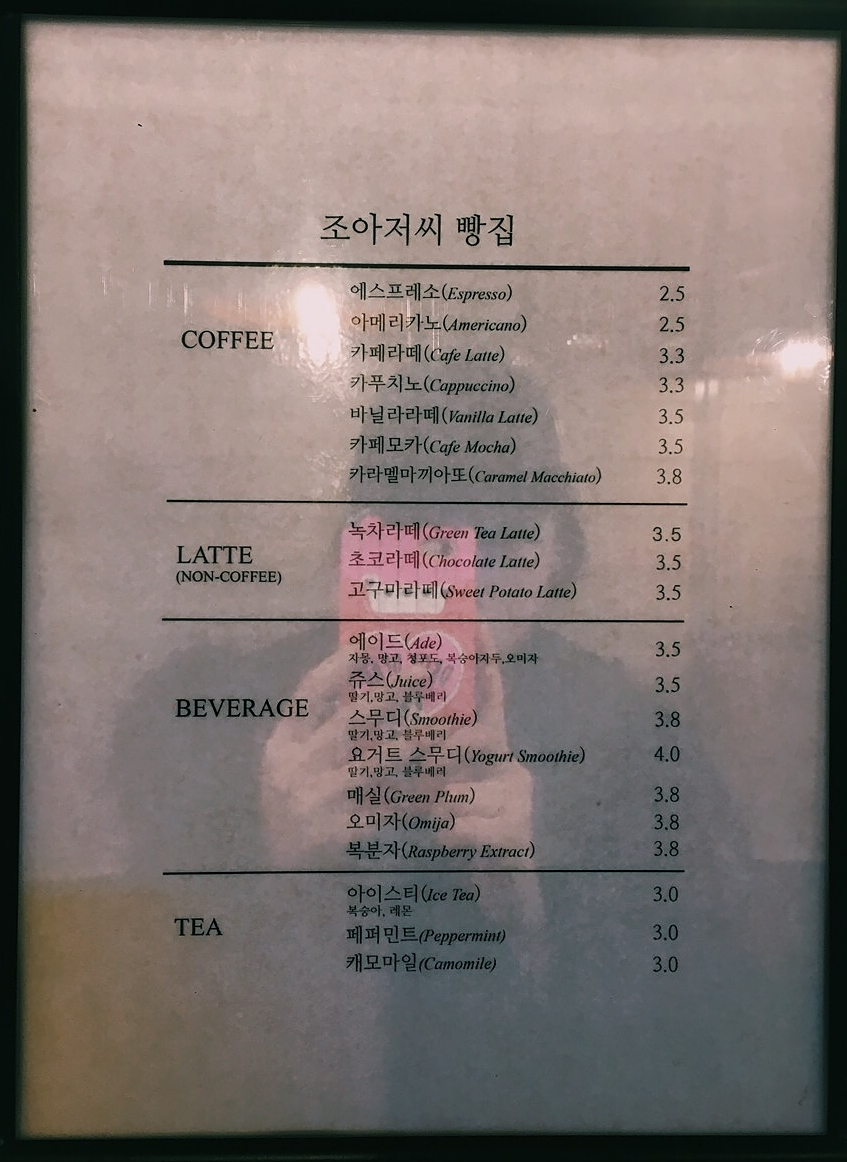 조아저씨 빵집
COFFEE
에스프레소(Espresso) 2.5
아메리카노(Americano) 2.5
카페라떼(Cafe Latte) 3.3
카푸치노(Cappuccino) 3.3
바닐라라떼(Vanilla Latte) 3.5
카페모카(Cafe Mocha) 3.5
카라멜마끼아또(Caramel Macchiato) 3.8
LATTE
(NON-COFFEE)
녹차라떼(Green Tea Latte) 3.5
초코라떼(Chocolate Latte) 3.5
고구마라떼(Sweet Potato Latte) 3.5
BEVERAGE
에이드(Ade) 3.5
자몽, 망고, 청포도, 복숭아자두,오미자
쥬스(Juice) 3.5
딸기,망고, 블루베리
스무디(Smoothie) 3.8
딸기,망고, 블루베리
요거트 스무디(Yogurt Smoothie) 4.0
딸기,망고, 블루베리
매실(Green Plum) 3.8
오미자(Omija) 3.8
복분자(Raspberry Extract) 3.8
TEA
아이스티(Ice Tea) 3.0
복숭아, 레몬
페퍼민트(Peppermint) 3.0
캐모마일(Camomile) 3.0